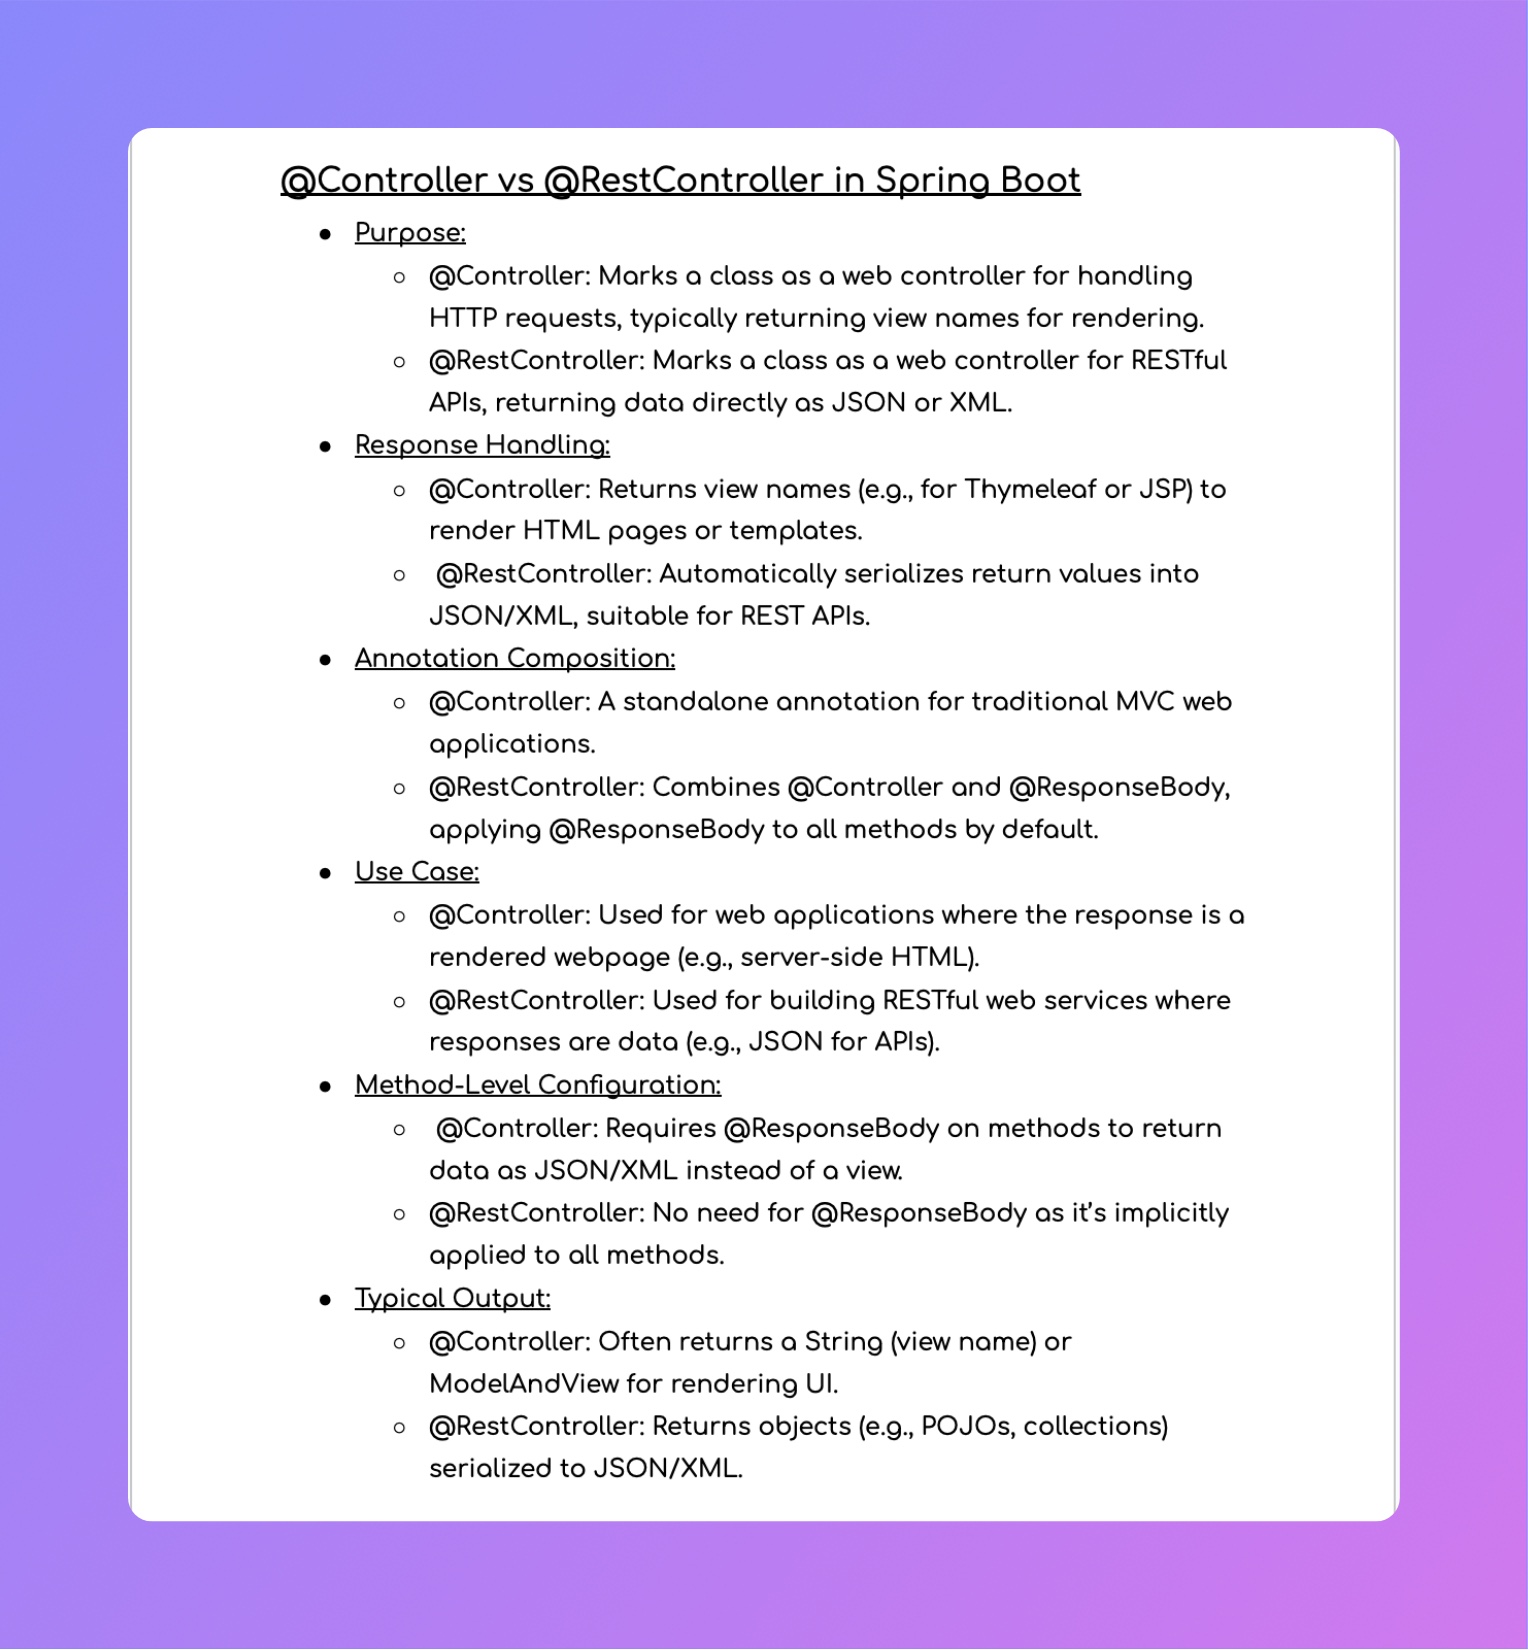 @Controller vs @RestController in Spring Boot
● Purpose:
○ @Controller: Marks a class as a web controller for handling
HTTP requests, typically returning view names for rendering.
○ @RestController: Marks a class as a web controller for RESTful
APIs, returning data directly as JSON or XML.
● Response Handling:
○ @Controller: Returns view names (e.g., for Thymeleaf or JSP) to
render HTML pages or templates.
○ @RestController: Automatically serializes return values into
JSON/XML, suitable for REST APIs.
● Annotation Composition:
○ @Controller: A standalone annotation for traditional MVC web
applications.
○ @RestController: Combines @Controller and @ResponseBody,
applying @ResponseBody to all methods by default.
● Use Case:
○ @Controller: Used for web applications where the response is a
rendered webpage (e.g., server-side HTML).
○ @RestController: Used for building RESTful web services where
responses are data (e.g., JSON for APIs).
● Method-Level Configuration:
○ @Controller: Requires @ResponseBody on methods to return
data as JSON/XML instead of a view.
○ @RestController: No need for @ResponseBody as it’s implicitly
applied to all methods.
● Typical Output:
○ @Controller: Often returns a String (view name) or
ModelAndView for rendering UI.
○ @RestController: Returns objects (e.g., POJOs, collections)
serialized to JSON/XML.